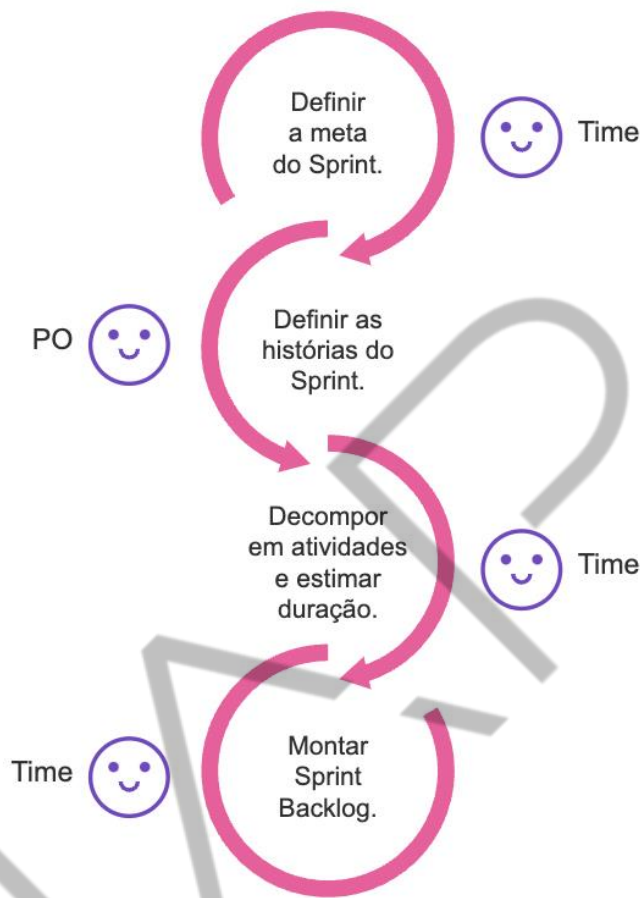 Definir
a meta
do Sprint.
Time
PO
Definir as
histórias do
Sprint.
Decompor
em atividades
e estimar
duração.
Time
Time
Montar
Sprint
Backlog.